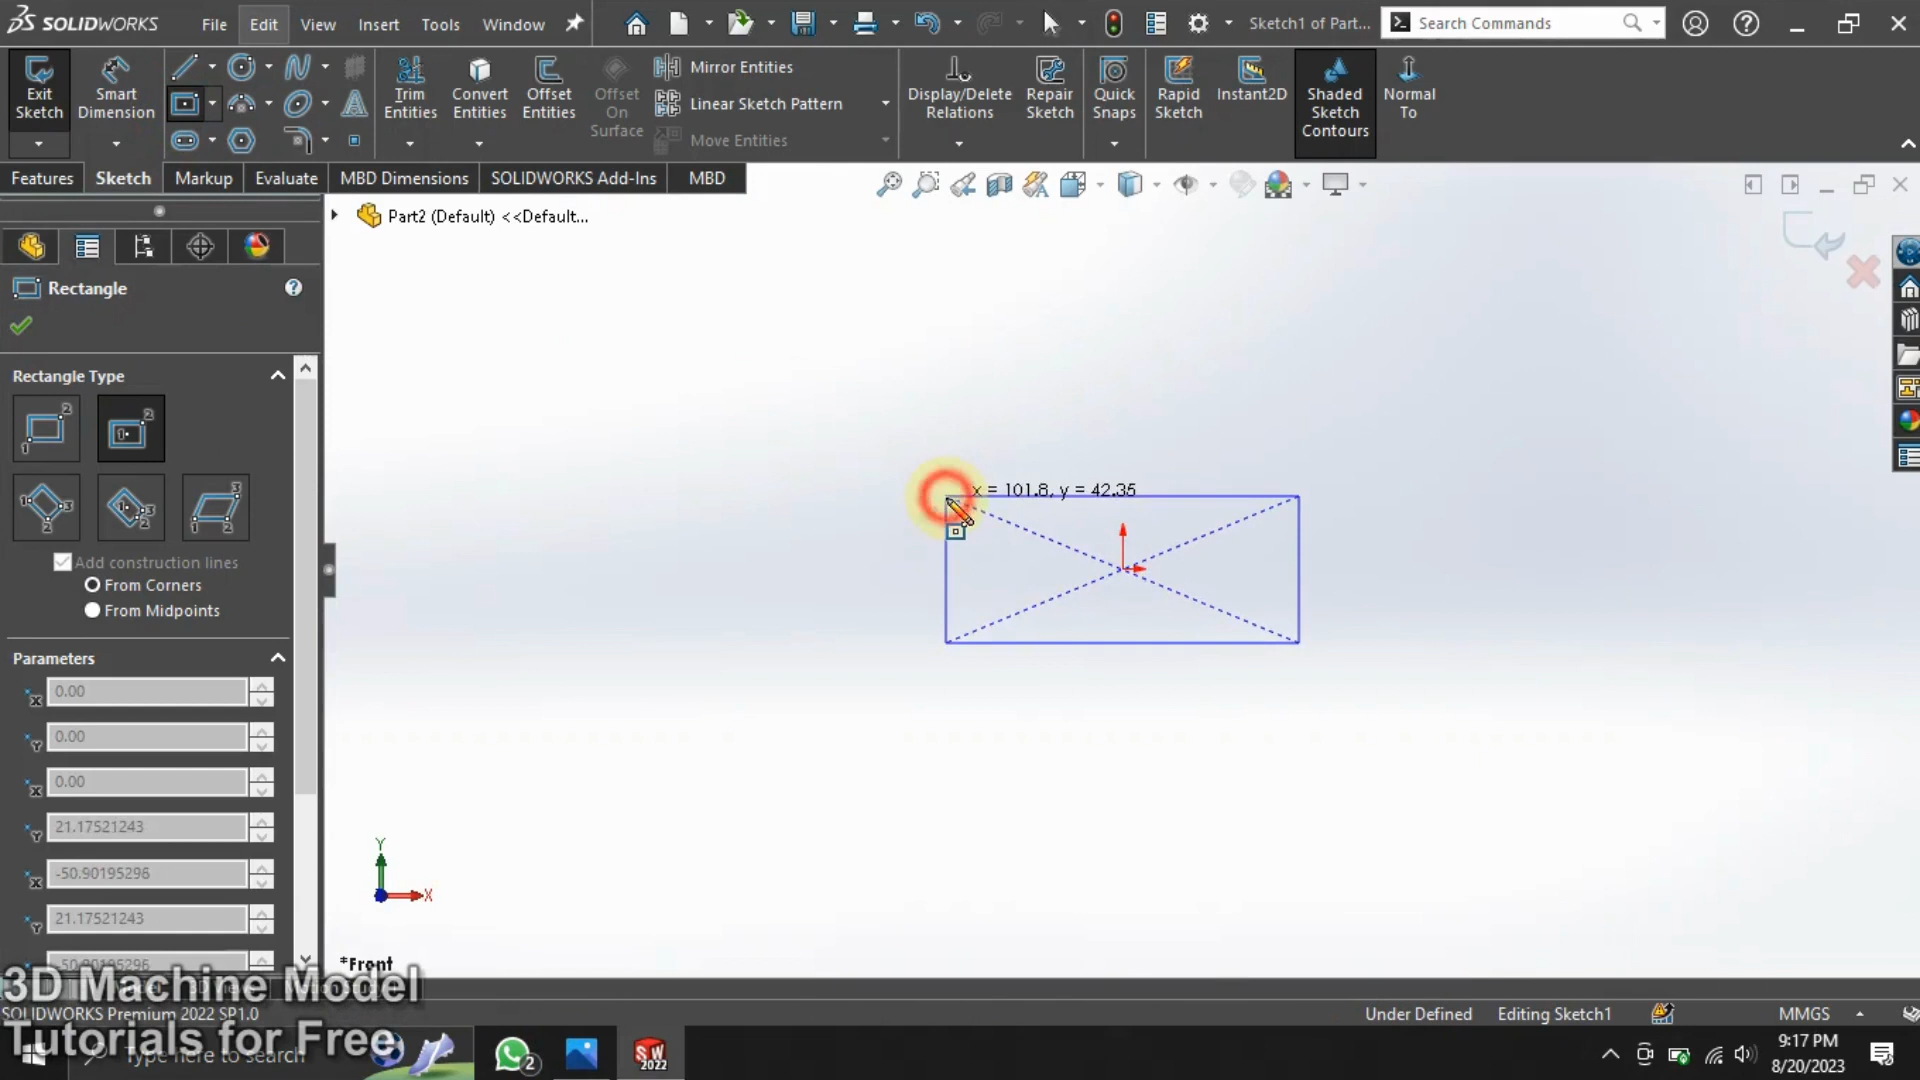 SOLIDWORKS File Edit View Insert Tools Window Sketch1 of Part... Search Commands
Exit Sketch
Smart Dimension
Trim Entities
Convert Entities
Offset Entities
Offset On Surface
Mirror Entities
Linear Sketch Pattern
Move Entities
Display/Delete Relations
Repair Sketch
Quick Snaps
Rapid Sketch
Instant2D
Shaded Sketch Contours
Normal To
Features Sketch Markup Evaluate MBD Dimensions SOLIDWORKS Add-Ins MBD
Part2 (Default) <<Default...
Rectangle
Rectangle Type
Add construction lines
From Corners
From Midpoints
Parameters
0.00
0.00
0.00
21.17521243
-50.90195296
21.17521243
-50.90195296
x = 101.8, y = 42.35
Y
X
*Front
3D Machine Model
Tutorials for Free
SOLIDWORKS Premium 2022 SP1.0
Under Defined Editing Sketch1 MMGS
Type here to search
2
SW 2022
9:17 PM
8/20/2023